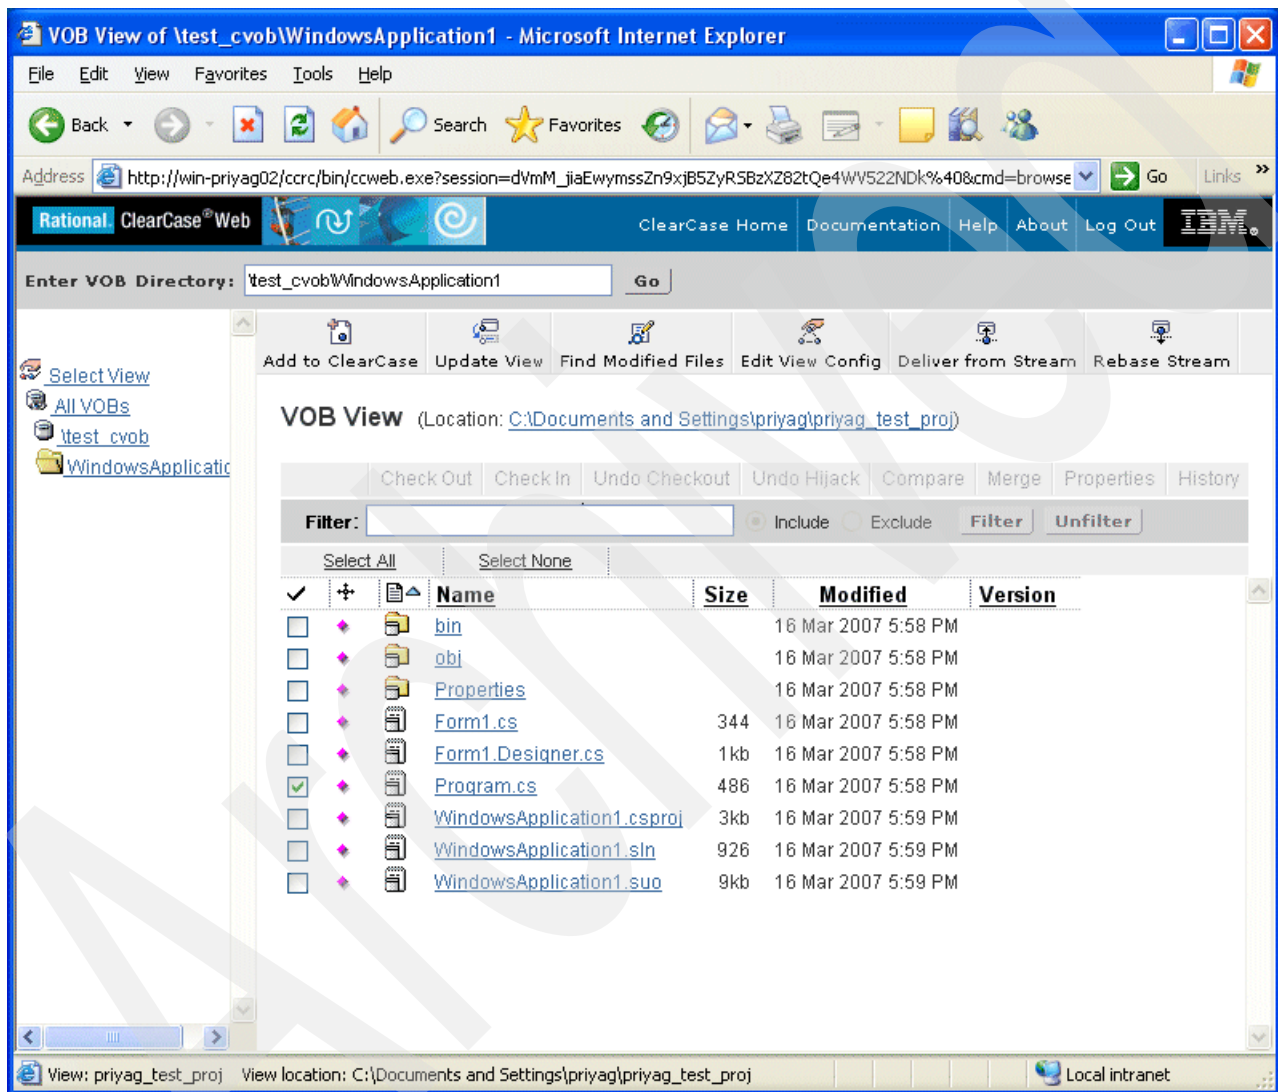 VOB View of \test_cvob\WindowsApplication1 - Microsoft Internet Explorer
File Edit View Favorites Tools Help
Back Search Favorites
Address http://win-priyag02/ccrc/bin/ccweb.exe?session=dVmM_jiaEwymssZn9xjB5ZyRSBzXZ82tQe4WV522NDk%40&cmd=browse Go Links »
Rational. ClearCase® Web ClearCase Home Documentation Help About Log Out IBM.
Enter VOB Directory: \test_cvob\WindowsApplication1 Go
Add to ClearCase Update View Find Modified Files Edit View Config Deliver from Stream Rebase Stream
Select View
All VOBs
\test_cvob
WindowsApplicatic
VOB View (Location: C:\Documents and Settings\priyag\priyag_test_proj)
Check Out Check In Undo Checkout Undo Hijack Compare Merge Properties History
Filter: Include Exclude Filter Unfilter
Select All Select None
Name Size Modified Version
bin 16 Mar 2007 5:58 PM
obj 16 Mar 2007 5:58 PM
Properties 16 Mar 2007 5:58 PM
Form1.cs 344 16 Mar 2007 5:58 PM
Form1.Designer.cs 1kb 16 Mar 2007 5:58 PM
Program.cs 486 16 Mar 2007 5:58 PM
WindowsApplication1.csproj 3kb 16 Mar 2007 5:59 PM
WindowsApplication1.sln 926 16 Mar 2007 5:59 PM
WindowsApplication1.suo 9kb 16 Mar 2007 5:59 PM
View: priyag_test_proj View location: C:\Documents and Settings\priyag\priyag_test_proj Local intranet
Archived